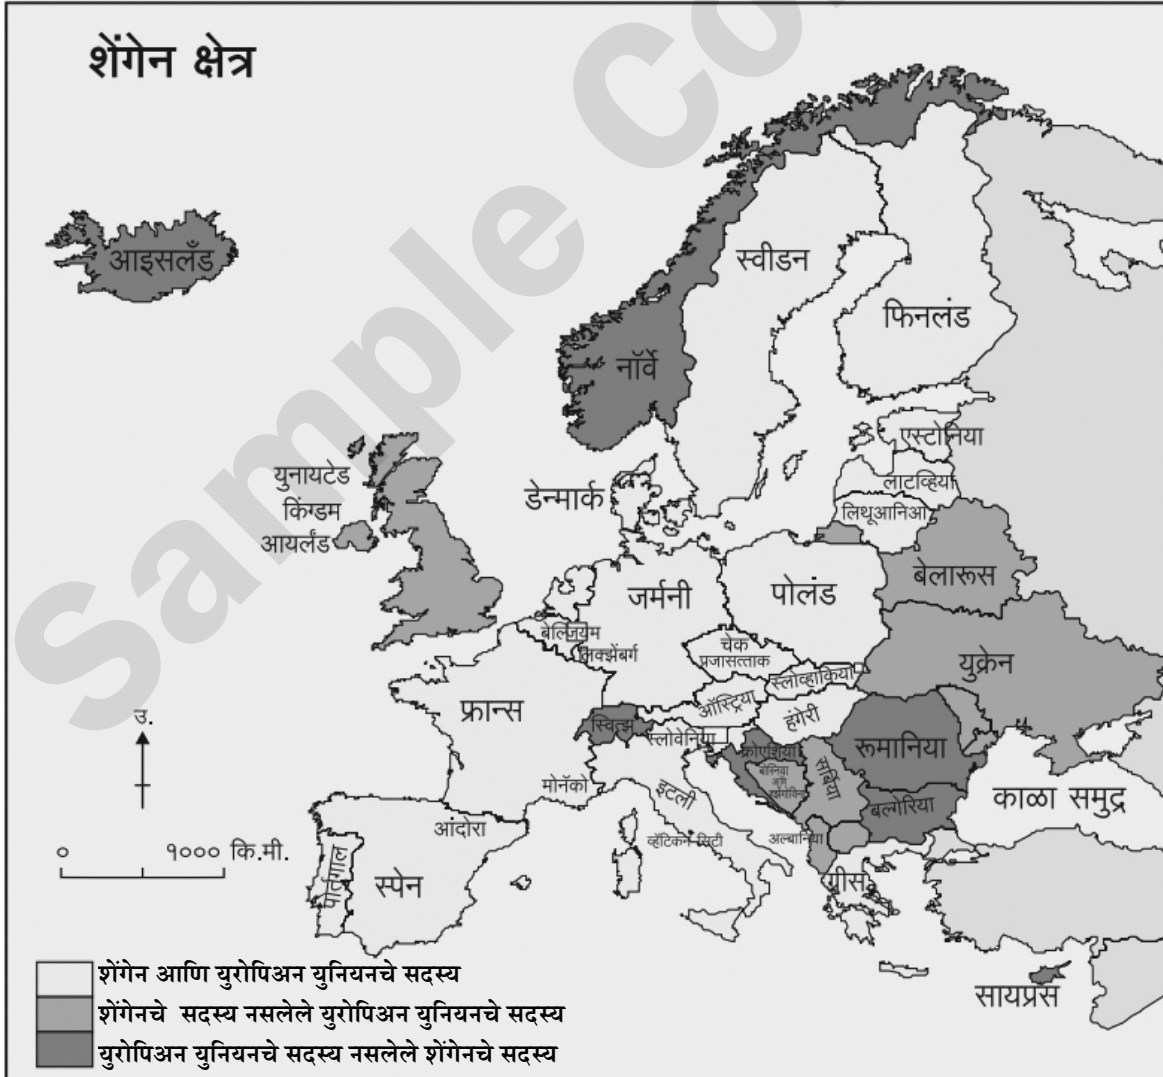 शेंगेन क्षेत्र
Sample Co
आइसलँड
स्वीडन
फिनलंड
नॉर्वे
एस्टोनिया
युनायटेड
किंग्डम
आयर्लंड
डेन्मार्क
लाटव्हिया
लिथूआनिओ
बेलारूस
जर्मनी
पोलंड
बेल्जियम
लिक्झेंबर्ग
चेक
प्रजासत्ताक
युक्रेन
स्लोव्हाकिया
फ्रान्स
ऑस्ट्रिया
हंगेरी
स्वित्झ
स्लोवेनिया
क्रोएशिया
रूमानिया
बोस्निया
आणि
सर्बिया
मोनॅको
इटली
बल्गेरिया
काळा समुद्र
आंदोरा
व्हॅटिकन सिटी
अल्बानिया
उ.
० १००० कि.मी.
पोर्तुगाल
स्पेन
ग्रीस
सायप्रस
शेंगेन आणि युरोपिअन युनियनचे सदस्य
शेंगेनचे सदस्य नसलेले युरोपिअन युनियनचे सदस्य
युरोपिअन युनियनचे सदस्य नसलेले शेंगेनचे सदस्य